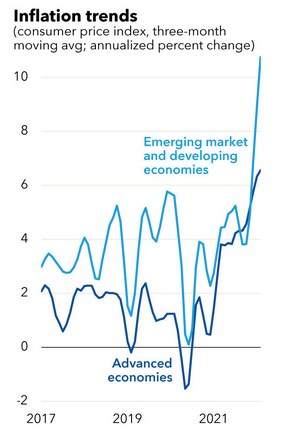 Inflation trends
(consumer price index, three-month
moving avg; annualized percent change)
10
8
Emerging market
and developing
economies
6
4
2
0
Advanced
economies
-2
2017
2019
2021